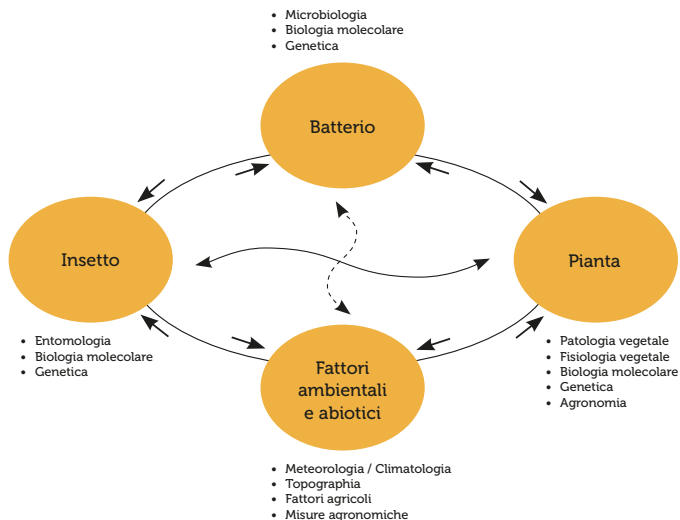 • Microbiologia
• Biologia molecolare
• Genetica
Batterio
Insetto
Pianta
• Entomologia
• Biologia molecolare
• Genetica
Fattori
ambientali
e abiotici
• Patologia vegetale
• Fisiologia vegetale
• Biologia molecolare
• Genetica
• Agronomia
• Meteorologia / Climatologia
• Topographia
• Fattori agricoli
• Misure agronomiche